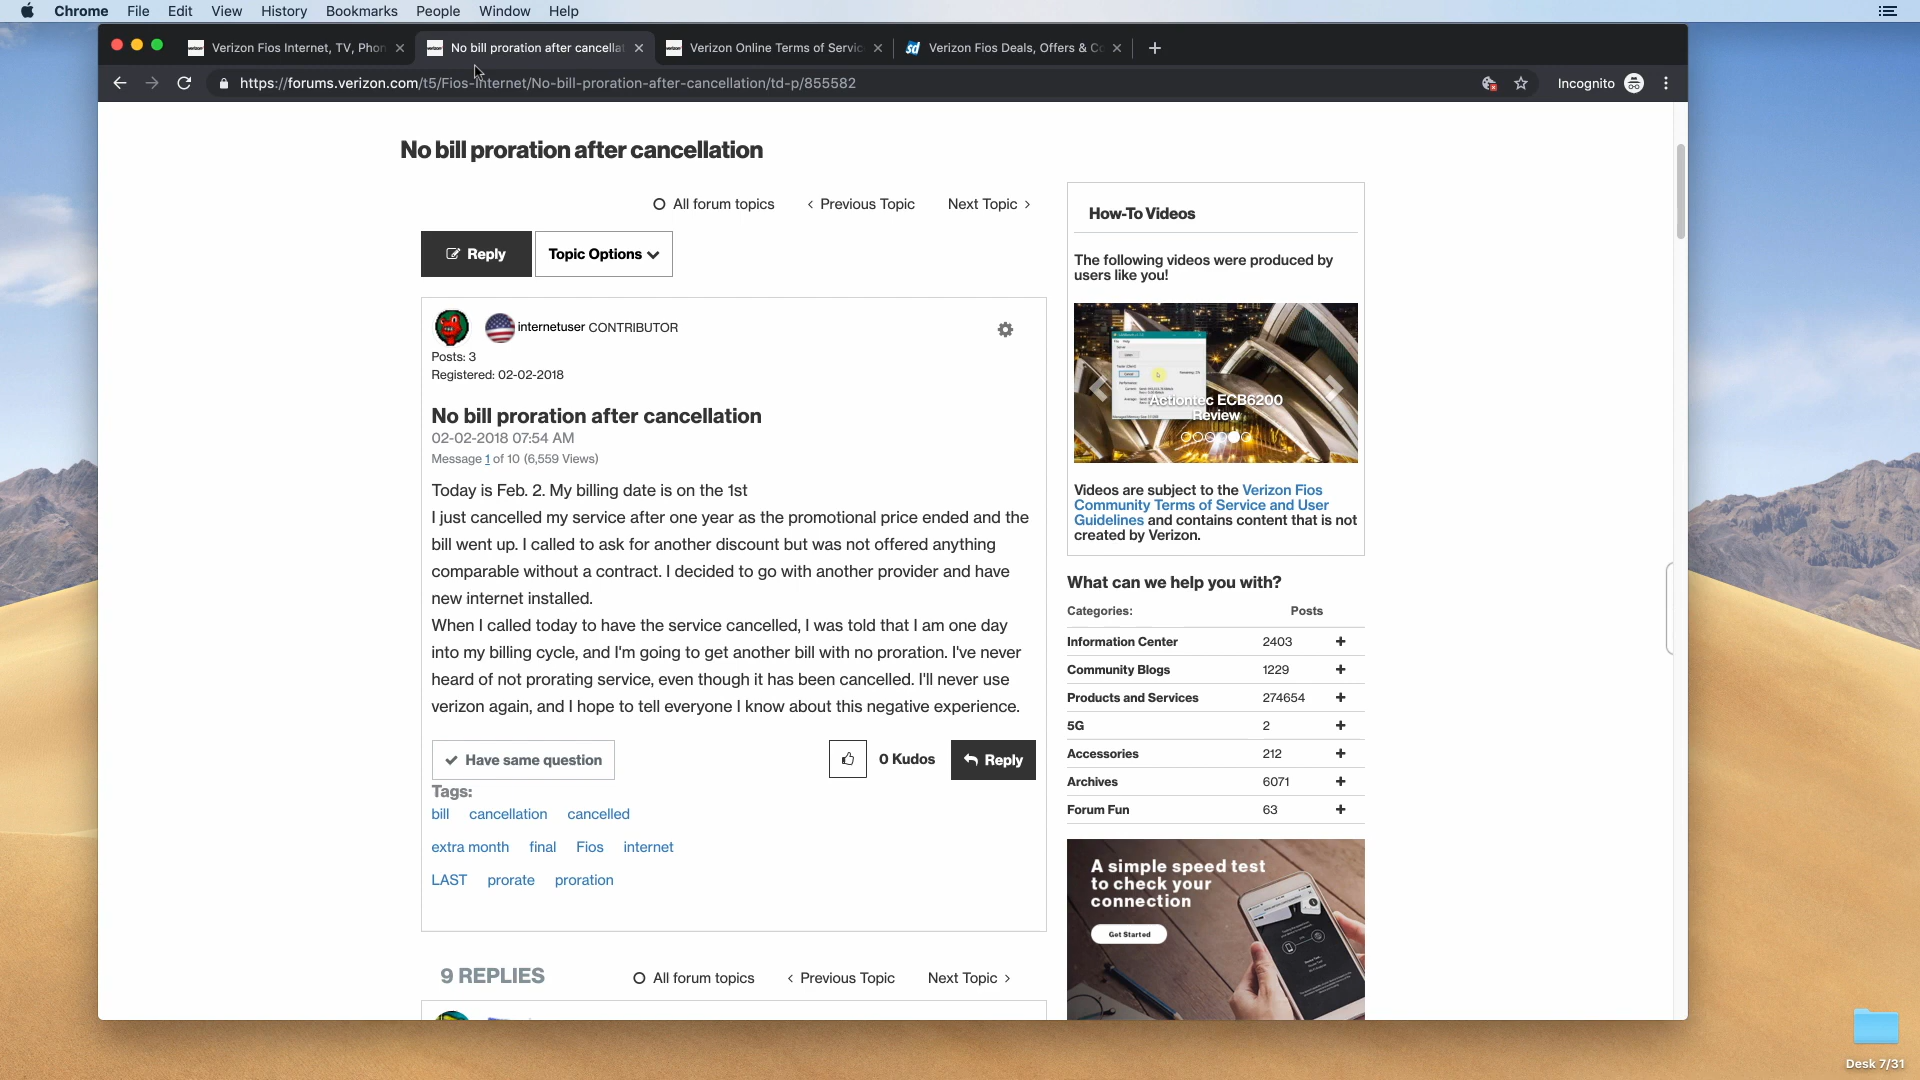 Chrome File Edit View History Bookmarks People Window Help
Verizon Fios Internet, TV, Phon
No bill proration after cancellat
Verizon Online Terms of Servic
Verizon Fios Deals, Offers & Co
https://forums.verizon.com/t5/Fios-Internet/No-bill-proration-after-cancellation/td-p/855582
Incognito
No bill proration after cancellation
All forum topics
Previous Topic
Next Topic
Reply
Topic Options
internetuser CONTRIBUTOR
Posts: 3
Registered: 02-02-2018
No bill proration after cancellation
02-02-2018 07:54 AM
Message 1 of 10 (6,559 Views)
Today is Feb. 2. My billing date is on the 1st
I just cancelled my service after one year as the promotional price ended and the
bill went up. I called to ask for another discount but was not offered anything
comparable without a contract. I decided to go with another provider and have
new internet installed.
When I called today to have the service cancelled, I was told that I am one day
into my billing cycle, and I'm going to get another bill with no proration. I've never
heard of not prorating service, even though it has been cancelled. I'll never use
verizon again, and I hope to tell everyone I know about this negative experience.
Have same question
0 Kudos
Reply
Tags:
bill cancellation cancelled
extra month final Fios internet
LAST prorate proration
9 REPLIES
All forum topics
Previous Topic
Next Topic
How-To Videos
The following videos were produced by
users like you!
Actiontec ECB6200
Review
Videos are subject to the Verizon Fios
Community Terms of Service and User
Guidelines and contains content that is not
created by Verizon.
What can we help you with?
Categories: Posts
Information Center 2403
Community Blogs 1229
Products and Services 274654
5G 2
Accessories 212
Archives 6071
Forum Fun 63
A simple speed test
to check your
connection
Get Started
Desk 7/31